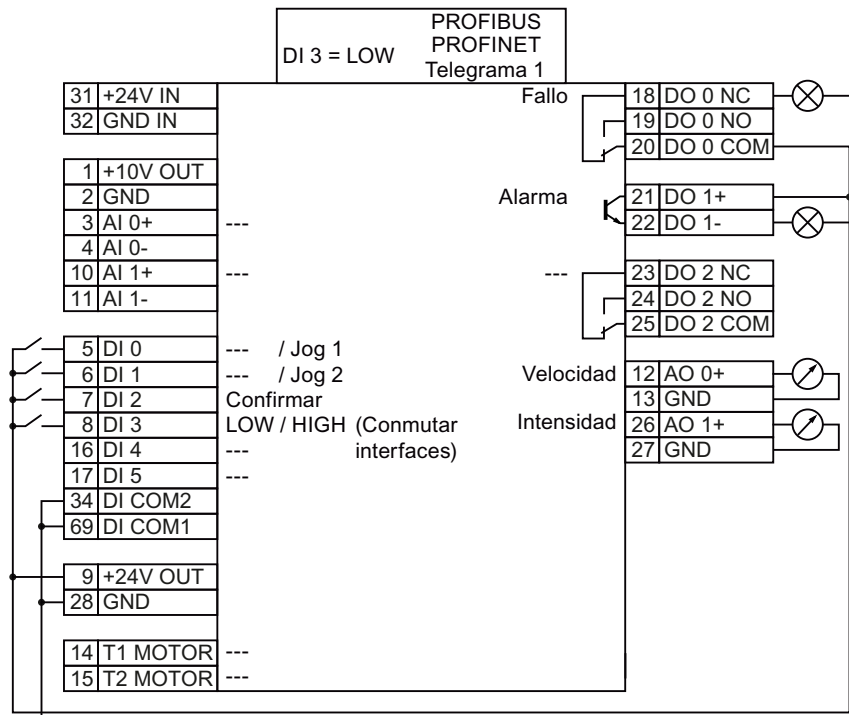 DI 3 = LOW
PROFIBUS
PROFINET
Telegrama 1
31 +24V IN
32 GND IN
1 +10V OUT
2 GND
3 AI 0+ ---
4 AI 0-
10 AI 1+ ---
11 AI 1-
5 DI 0 --- / Jog 1
6 DI 1 --- / Jog 2
7 DI 2 Confirmar
8 DI 3 LOW / HIGH (Conmutar
interfaces)
16 DI 4 ---
17 DI 5 ---
34 DI COM2
69 DI COM1
9 +24V OUT
28 GND
14 T1 MOTOR ---
15 T2 MOTOR ---
Fallo 18 DO 0 NC
19 DO 0 NO
20 DO 0 COM
Alarma 21 DO 1+
22 DO 1-
--- 23 DO 2 NC
24 DO 2 NO
25 DO 2 COM
Velocidad 12 AO 0+
13 GND
Intensidad 26 AO 1+
27 GND